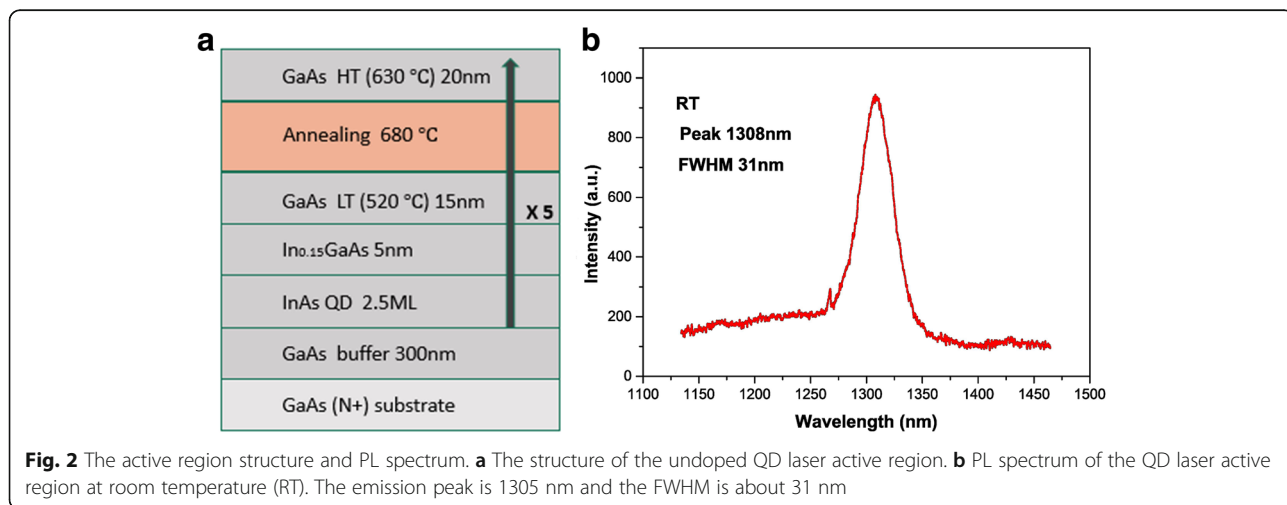 a
GaAs HT (630 °C) 20nm
Annealing 680 °C
GaAs LT (520 °C) 15nm
X 5
In0.15GaAs 5nm
InAs QD 2.5ML
GaAs buffer 300nm
GaAs (N+) substrate
b
RT
Peak 1308nm
FWHM 31nm
Intensity (a.u.)
1000
800
600
400
200
0
1100 1150 1200 1250 1300 1350 1400 1450 1500
Wavelength (nm)
Fig. 2 The active region structure and PL spectrum. a The structure of the undoped QD laser active region. b PL spectrum of the QD laser active
region at room temperature (RT). The emission peak is 1305 nm and the FWHM is about 31 nm